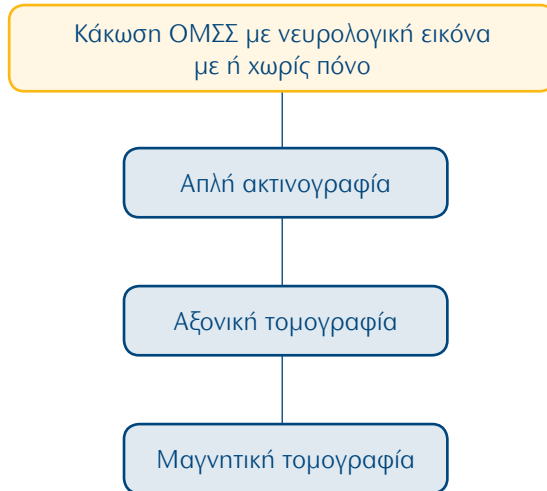 Κάκωση ΟΜΣΣ με νευρολογική εικόνα
με ή χωρίς πόνο
Απλή ακτινογραφία
Αξονική τομογραφία
Μαγνητική τομογραφία